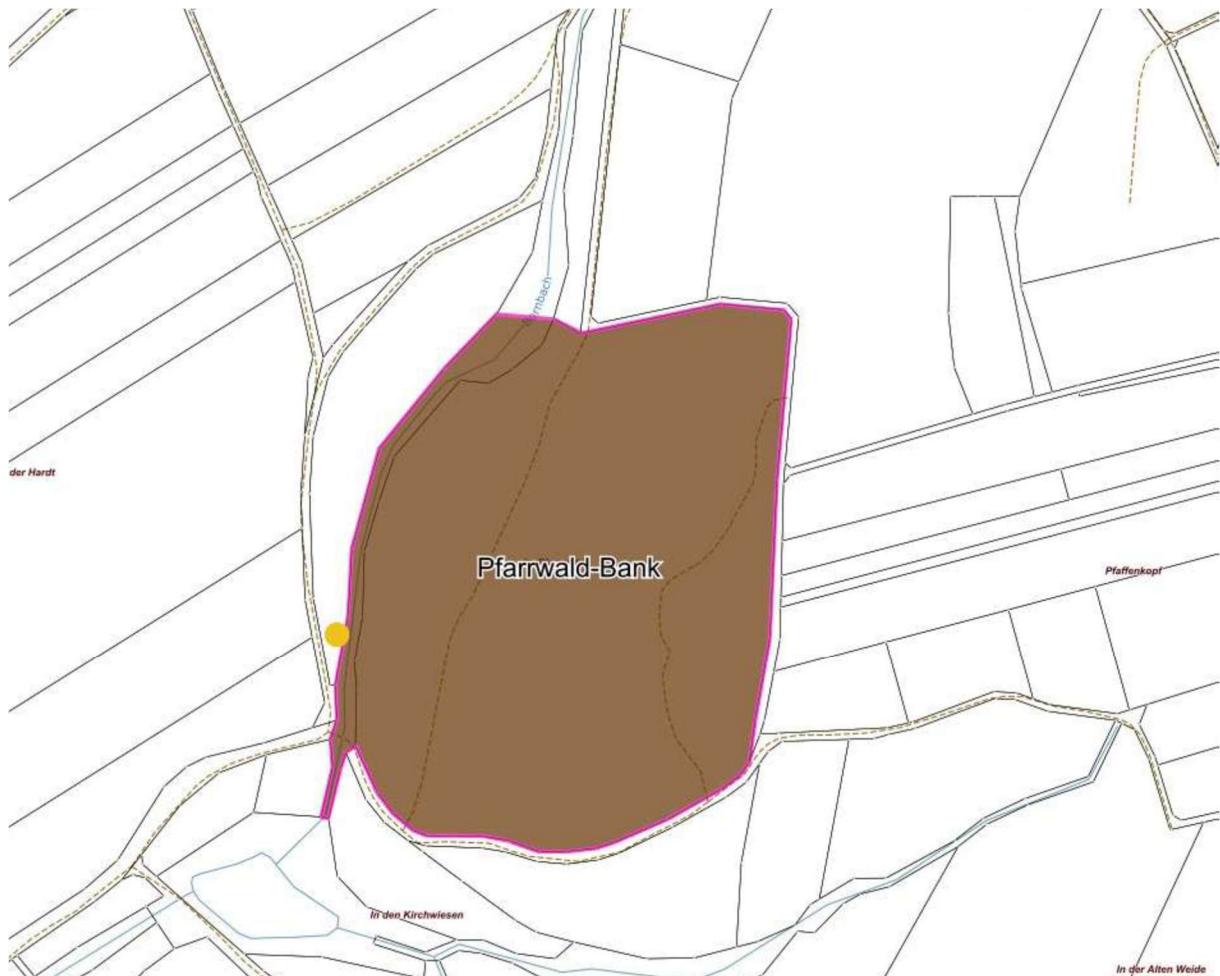 der Hardt
Pfarrwald-Bank
Pfaffenkopf
In den Kirchwiesen
In der Alten Weide